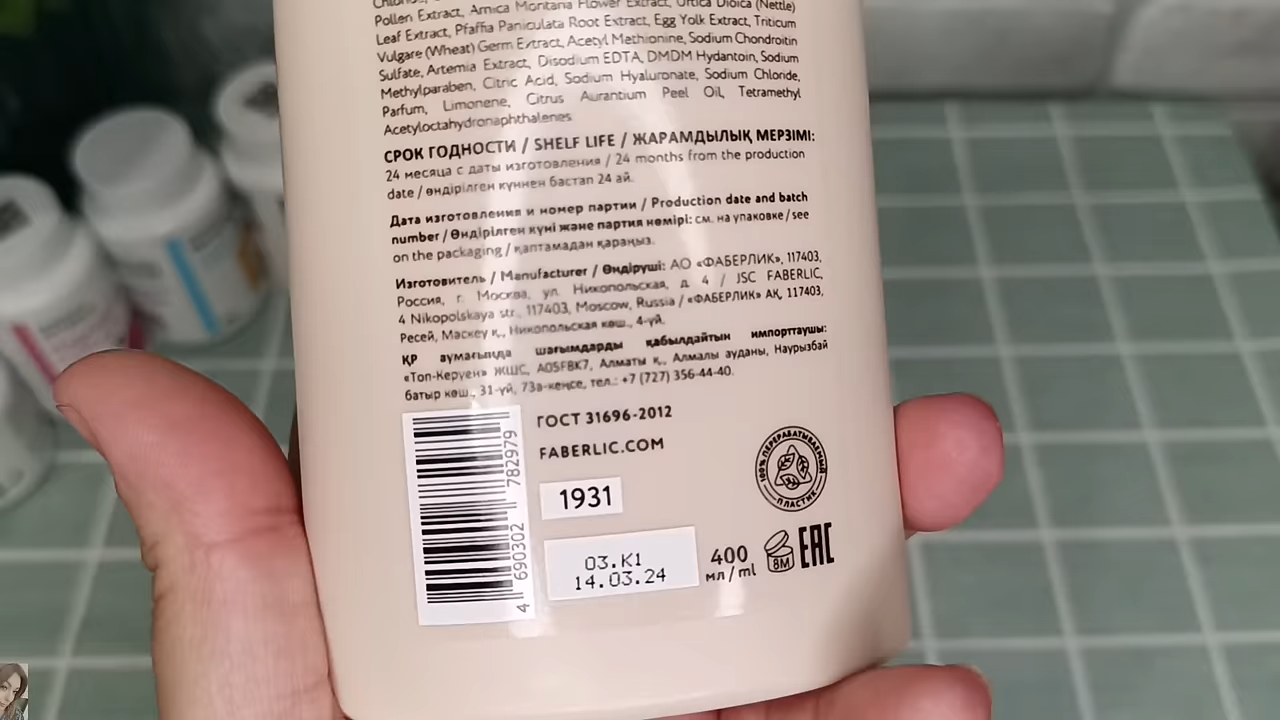 Pollen Extract, Arnica Montana Flower Extract, Urtica Dioica (Nettle)
Leaf Extract, Pfaffia Paniculata Root Extract, Egg Yolk Extract, Triticum
Vulgare (Wheat) Germ Extract, Acetyl Methionine, Sodium Chondroitin
Sulfate, Artemia Extract, Disodium EDTA, DMDM Hydantoin, Sodium
Methylparaben, Citric Acid, Sodium Hyaluronate, Sodium Chloride,
Parfum, Limonene, Citrus Aurantium Peel Oil, Tetramethyl
Acetyloctahydronaphthalenes
СРОК ГОДНОСТИ / SHELF LIFE / ЖАРАМДЫЛЫҚ МЕРЗІМІ:
24 месяца с даты изготовления / 24 months from the production
date / өндірілген күннен бастап 24 ай.
Дата изготовления и номер партии / Production date and batch
number / Өндірілген күні және партия нөмірі: см. на упаковке / see
on the packaging / қаптамадан қараңыз.
Изготовитель / Manufacturer / Өндіруші: АО «ФАБЕРЛИК», 117403,
Россия, г. Москва, ул. Никопольская, д. 4 / JSC FABERLIC,
4 Nikopolskaya str., 117403, Moscow, Russia / «ФАБЕРЛИК» АҚ, 117403,
Ресей, Мәскеу қ., Никопольская көш., 4-үй.
ҚР аумағында шағымдарды қабылдайтын импорттаушы:
«Топ-Керуен» ЖШС, A05F8K7, Алматы қ., Алмалы ауданы, Наурызбай
батыр көш., 31-үй, 73а-кеңсе, тел.: +7 (727) 356-44-40.
ГОСТ 31696-2012
FABERLIC.COM
4 690302 782979
1931
100% ПЕРЕРАБАТЫВАЕМЫЙ ПЛАСТИК
03.K1
14.03.24
400
мл / ml
8M
EAC